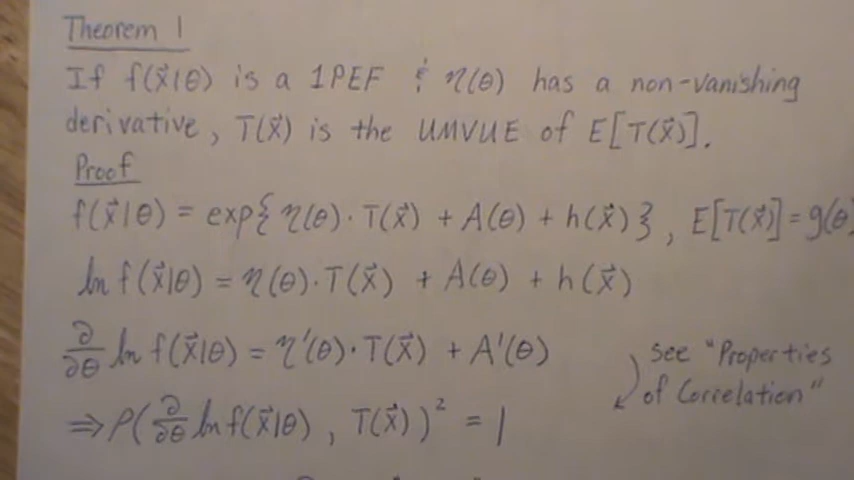 Theorem 1
If f(x⃗|θ) is a 1PEF & η(θ) has a non-vanishing
derivative, T(x⃗) is the UMVUE of E[T(x⃗)].
Proof
f(x⃗|θ) = exp{ η(θ)·T(x⃗) + A(θ) + h(x⃗) }, E[T(x⃗)] = g(θ
ln f(x⃗|θ) = η(θ)·T(x⃗) + A(θ) + h(x⃗)
∂/∂θ ln f(x⃗|θ) = η'(θ)·T(x⃗) + A'(θ)
see "Properties
of Correlation"
⇒ ρ(∂/∂θ ln f(x⃗|θ), T(x⃗))² = 1